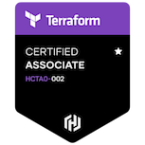 Terraform
CERTIFIED
ASSOCIATE
HCTA0-002